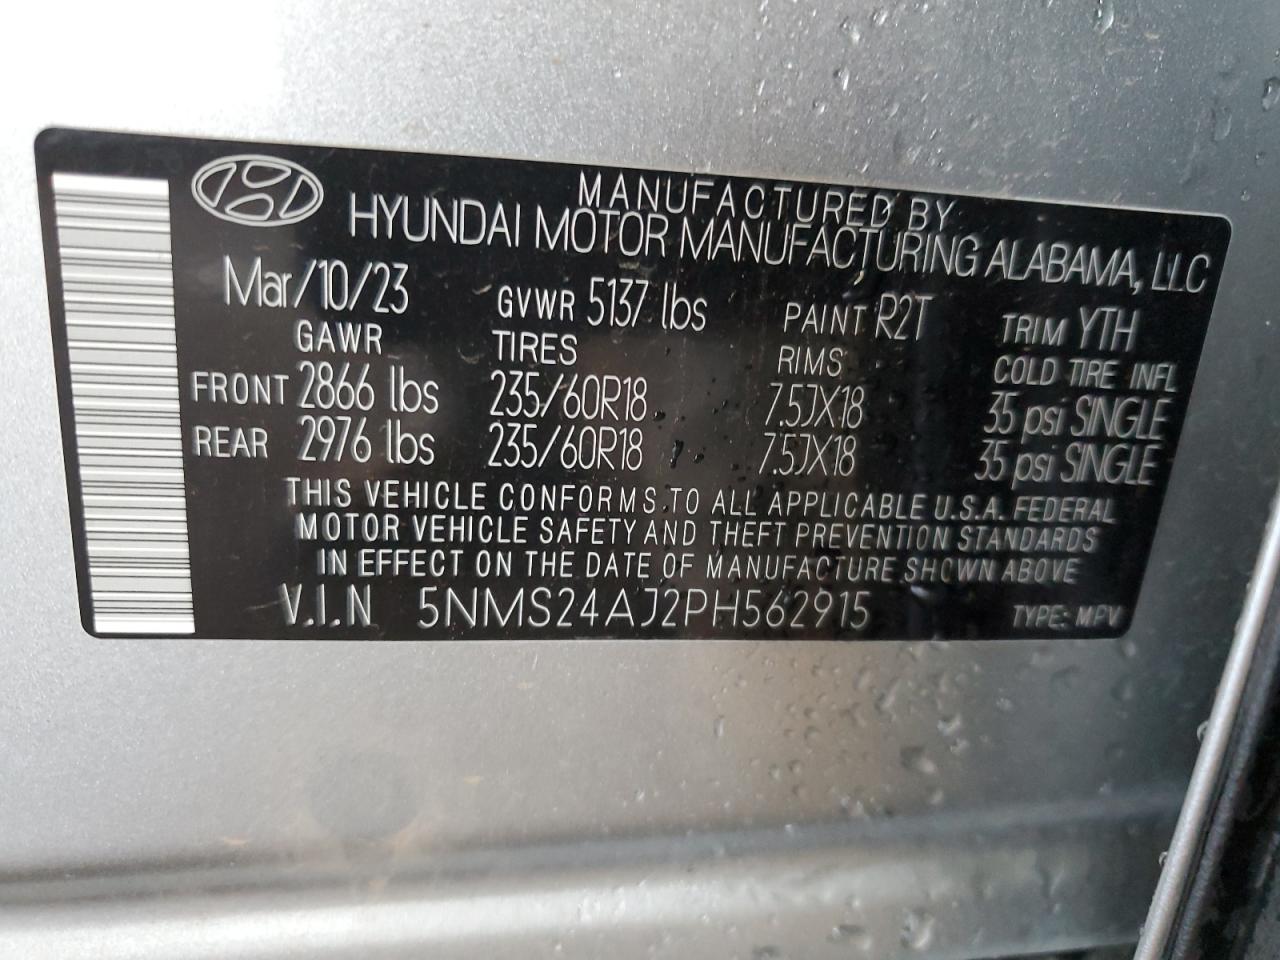 MANUFACTURED BY
HYUNDAI MOTOR MANUFACTURING ALABAMA, LLC
Mar/10/23 GVWR 5137 lbs PAINT R2T TRIM YTH
GAWR TIRES RIMS COLD TIRE INFL
FRONT 2866 lbs 235/60R18 7.5JX18 35 psi SINGLE
REAR 2976 lbs 235/60R18 7.5JX18 35 psi SINGLE
THIS VEHICLE CONFORMS TO ALL APPLICABLE U.S.A. FEDERAL
MOTOR VEHICLE SAFETY AND THEFT PREVENTION STANDARDS
IN EFFECT ON THE DATE OF MANUFACTURE SHOWN ABOVE
V.I.N 5NMS24AJ2PH562915 TYPE: MPV